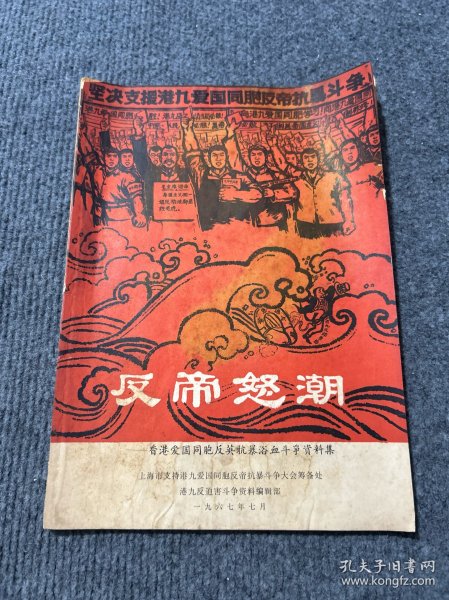 坚决支援港九爱国同胞反帝抗暴斗争！
反帝怒潮
——香港爱国同胞反英抗暴浴血斗爭资料集
上海市支持港九爱国同胞反帝抗暴斗争大会筹备处
港九反迫害斗争资料编辑部
一九六七年七月
孔夫子旧书网
www.kongfz.com